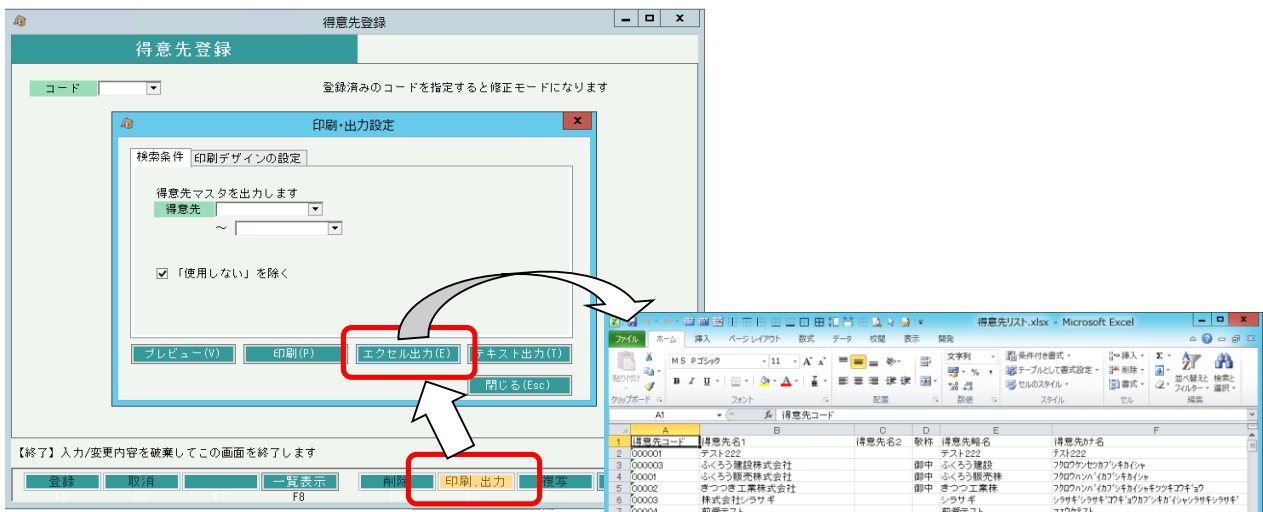 得意先登録
得意先登録
コード
登録済みのコードを指定すると修正モードになります
印刷・出力設定
検索条件
印刷デザインの設定
得意先マスタを出力します
得意先
～
「使用しない」を除く
プレビュー(V)
印刷(P)
エクセル出力(E)
テキスト出力(T)
閉じる(Esc)
【終了】入力/変更内容を破棄してこの画面を終了します
登録
取消
一覧表示
削除
印刷、出力
複写
F8
得意先リスト.xlsx - Microsoft Excel
ファイル
ホーム
挿入
ページ レイアウト
数式
データ
校閲
表示
開発
貼り付け
MS Pゴシック
11
文字列
条件付き書式
テーブルとして書式設定
セルのスタイル
挿入
削除
書式
並べ替えと フィルター
検索と 選択
クリップボード
フォント
配置
数値
スタイル
セル
編集
A1
fx
得意先コード
A B C D E F
1 得意先コード 得意先名1 得意先名2 敬称 得意先略名 得意先カナ名
2 000001 テスト222 テスト222 テスト222
3 000003 ふくろう建設株式会社 御中 ふくろう建設 フクロウケンセツカブシキカイシャ
4 00001 ふくろう販売株式会社 御中 ふくろう販売株
5 00002 きつつき工業株式会社 御中 きつつ工業株
6 00003 株式会社シラサギ シラサギ
7 00004 前受テスト 前受テスト マエウケテスト